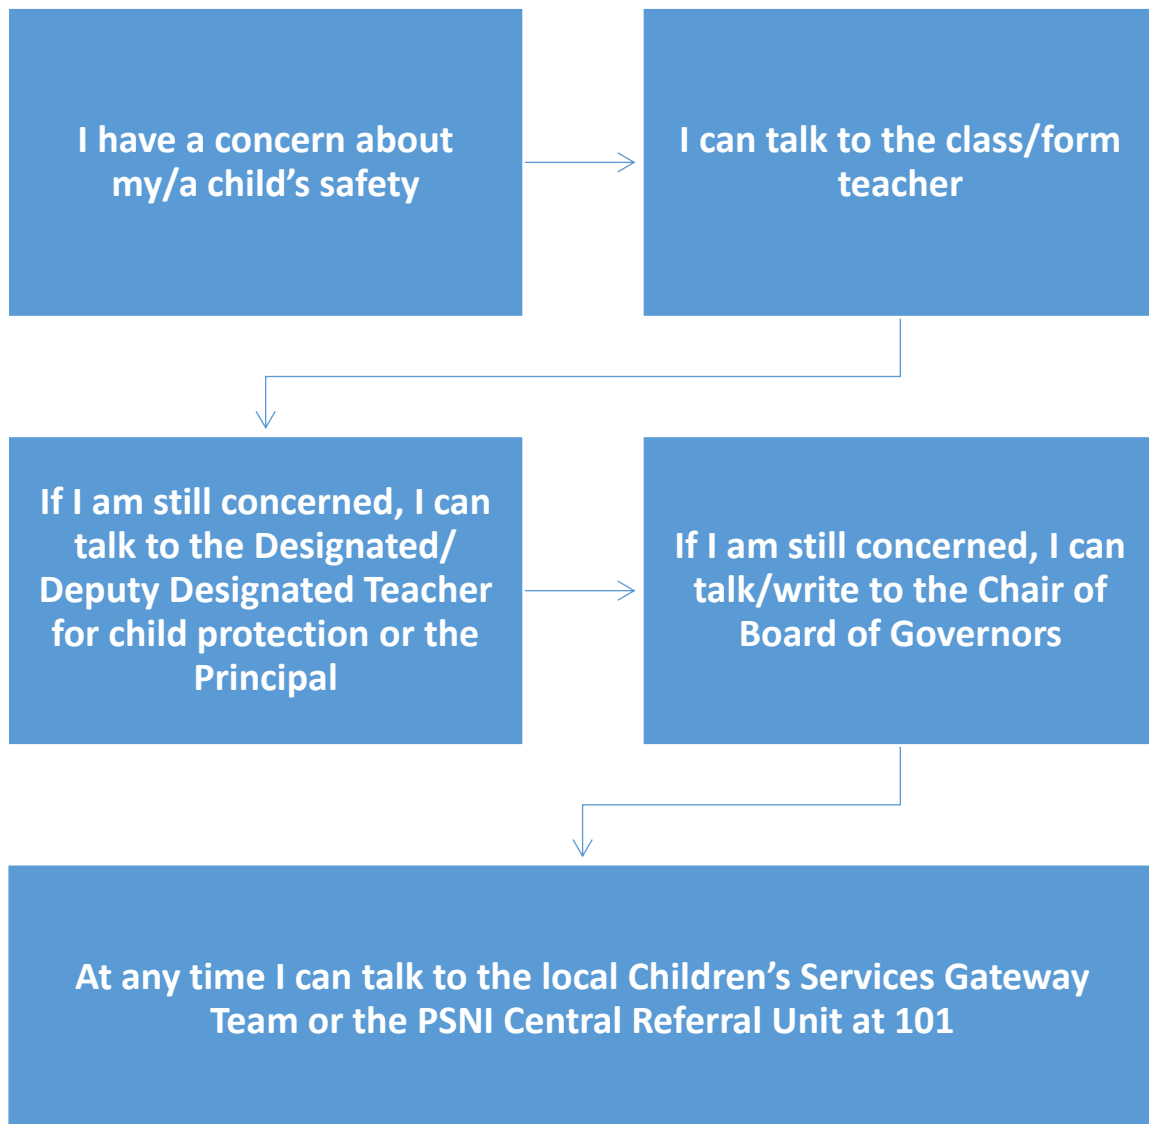 I have a concern about
my/a child’s safety
I can talk to the class/form
teacher
If I am still concerned, I can
talk to the Designated/
Deputy Designated Teacher
for child protection or the
Principal
If I am still concerned, I can
talk/write to the Chair of
Board of Governors
At any time I can talk to the local Children’s Services Gateway
Team or the PSNI Central Referral Unit at 101